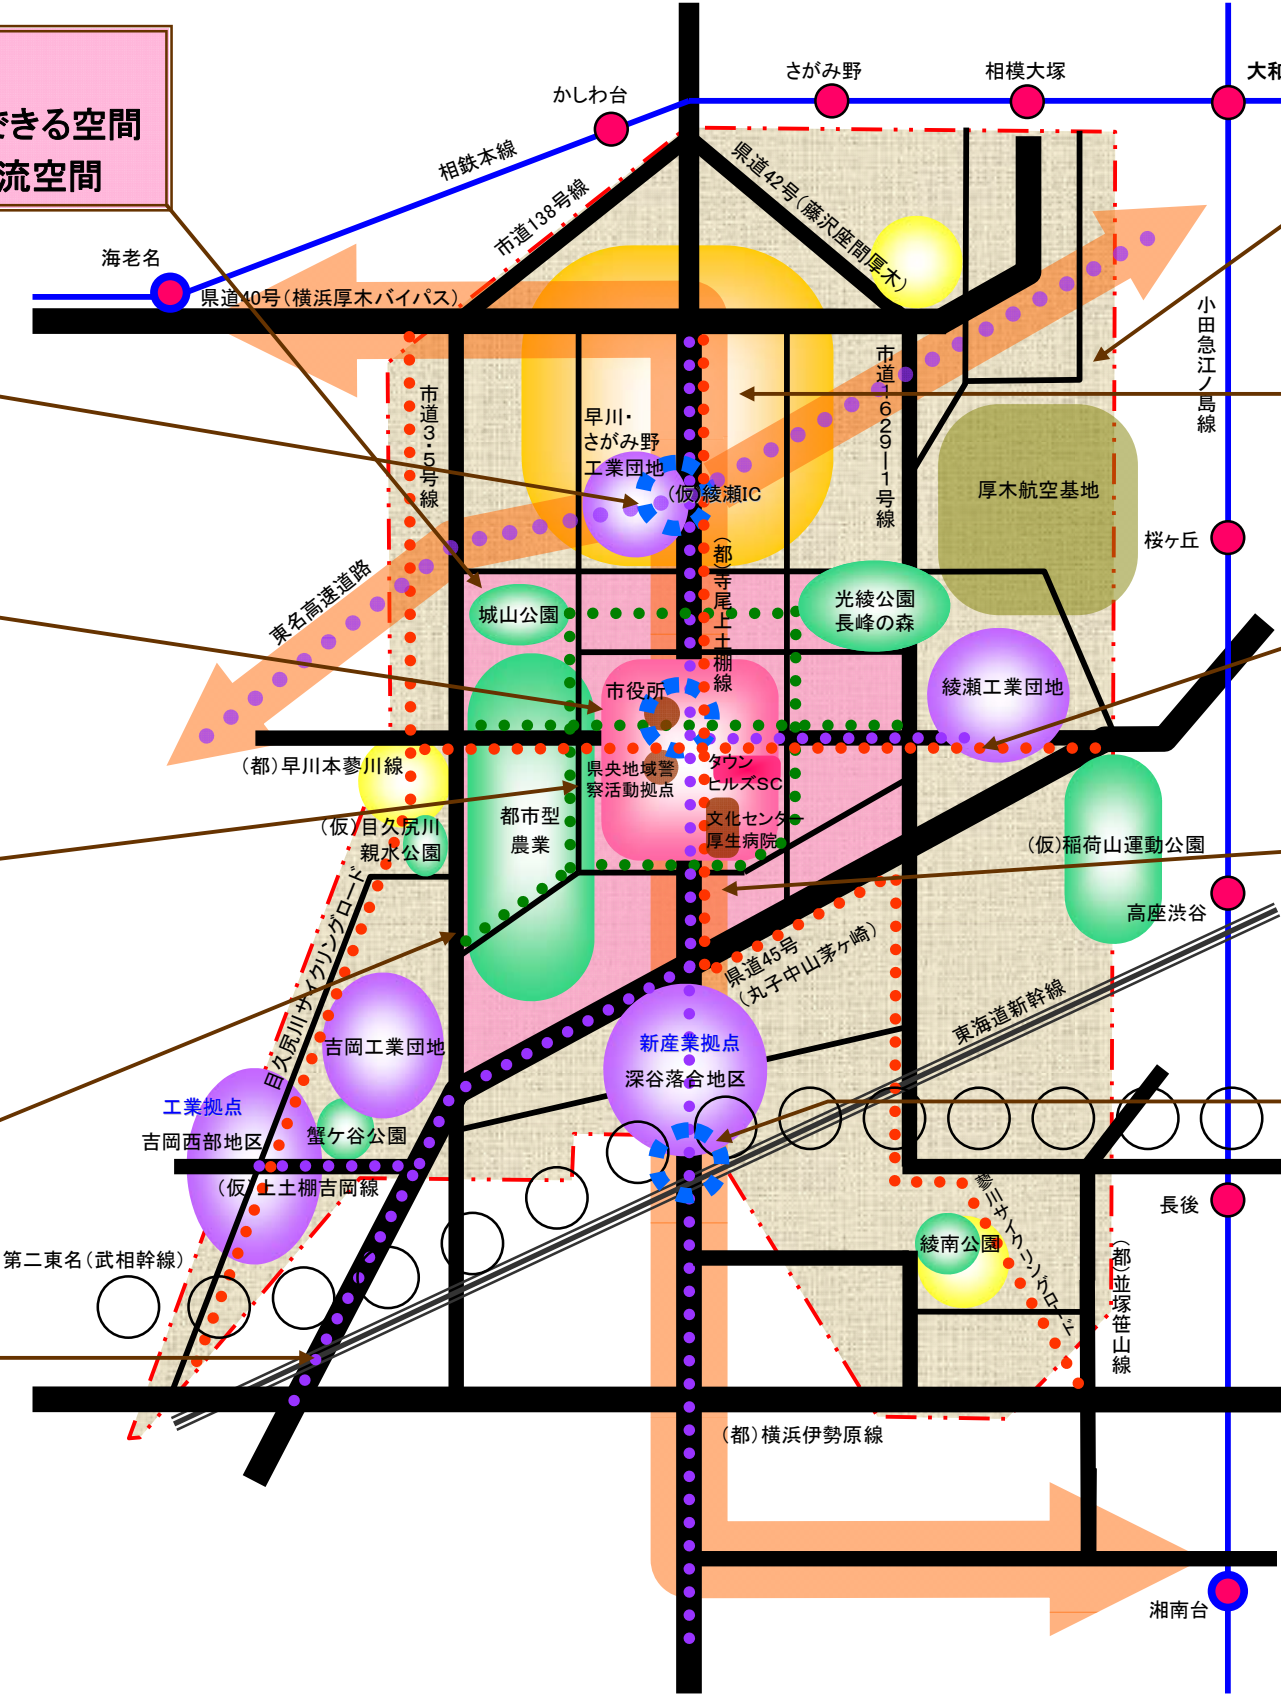 さがみ野
相模大塚
大和
かしわ台
できる空間
流空間
相鉄本線
県道42号(藤沢座間厚木)
市道138号線
海老名
県道40号(横浜厚木バイパス)
小田急江ノ島線
市道3・5号線
市道1629ー1号線
早川・
さがみ野
工業団地
(仮)綾瀬IC
厚木航空基地
桜ヶ丘
(都)寺尾上土棚線
東名高速道路
城山公園
光綾公園
長峰の森
市役所
綾瀬工業団地
(都)早川本蓼川線
県央地域警
察活動拠点
タウン
ヒルズSC
都市型
農業
文化センター
厚生病院
(仮)目久尻川
親水公園
(仮)稲荷山運動公園
高座渋谷
県道45号
(丸子中山茅ヶ崎)
目久尻川サイクリングロード
東海道新幹線
吉岡工業団地
新産業拠点
深谷落合地区
工業拠点
吉岡西部地区
蟹ケ谷公園
(仮)上土棚吉岡線
蓼川サイクリングロード
長後
綾南公園
第二東名(武相幹線)
(都)並塚笹山線
(都)横浜伊勢原線
湘南台